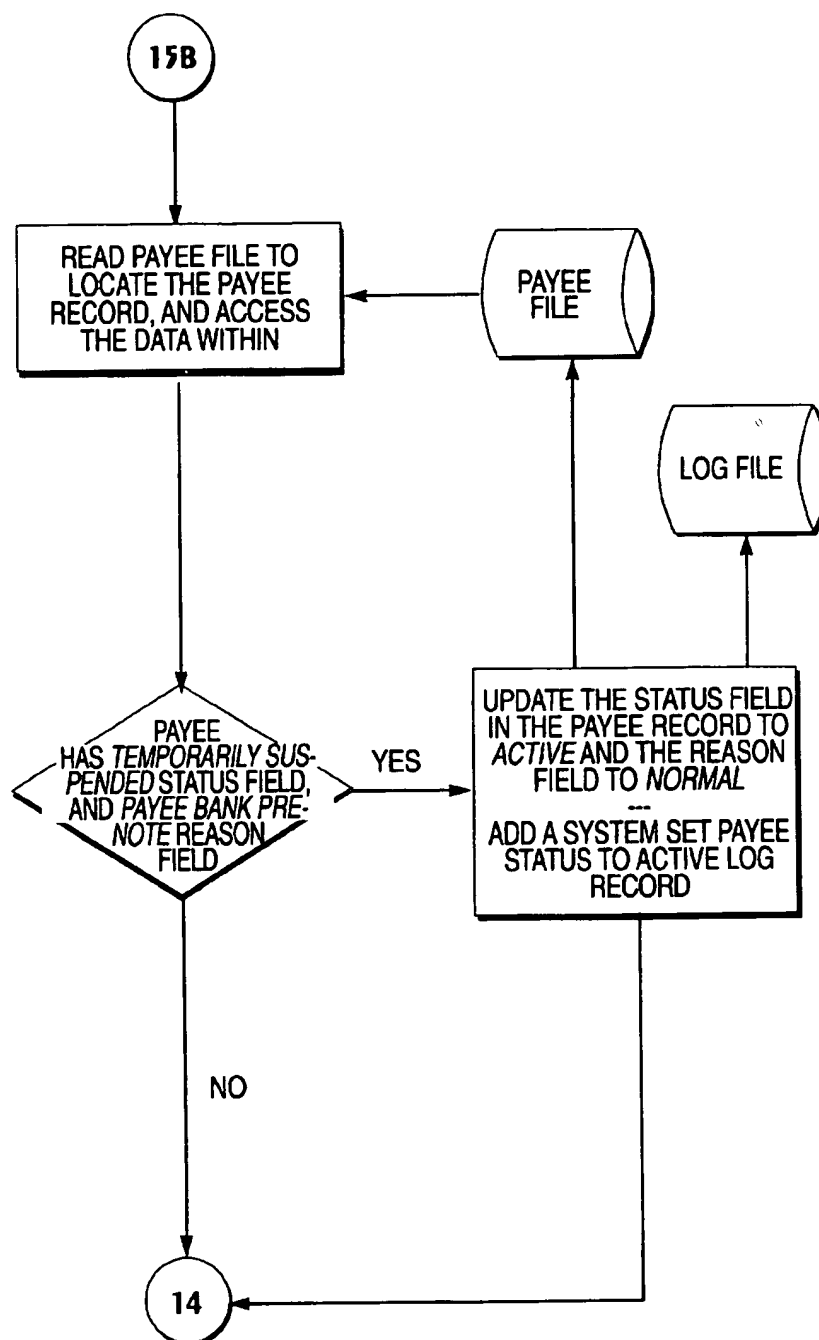 15B
READ PAYEE FILE TO
LOCATE THE PAYEE
RECORD, AND ACCESS
THE DATA WITHIN
PAYEE
FILE
LOG FILE
PAYEE
HAS TEMPORARILY SUS-
PENDED STATUS FIELD,
AND PAYEE BANK PRE-
NOTE REASON
FIELD
YES
UPDATE THE STATUS FIELD
IN THE PAYEE RECORD TO
ACTIVE AND THE REASON
FIELD TO NORMAL
---
ADD A SYSTEM SET PAYEE
STATUS TO ACTIVE LOG
RECORD
NO
14